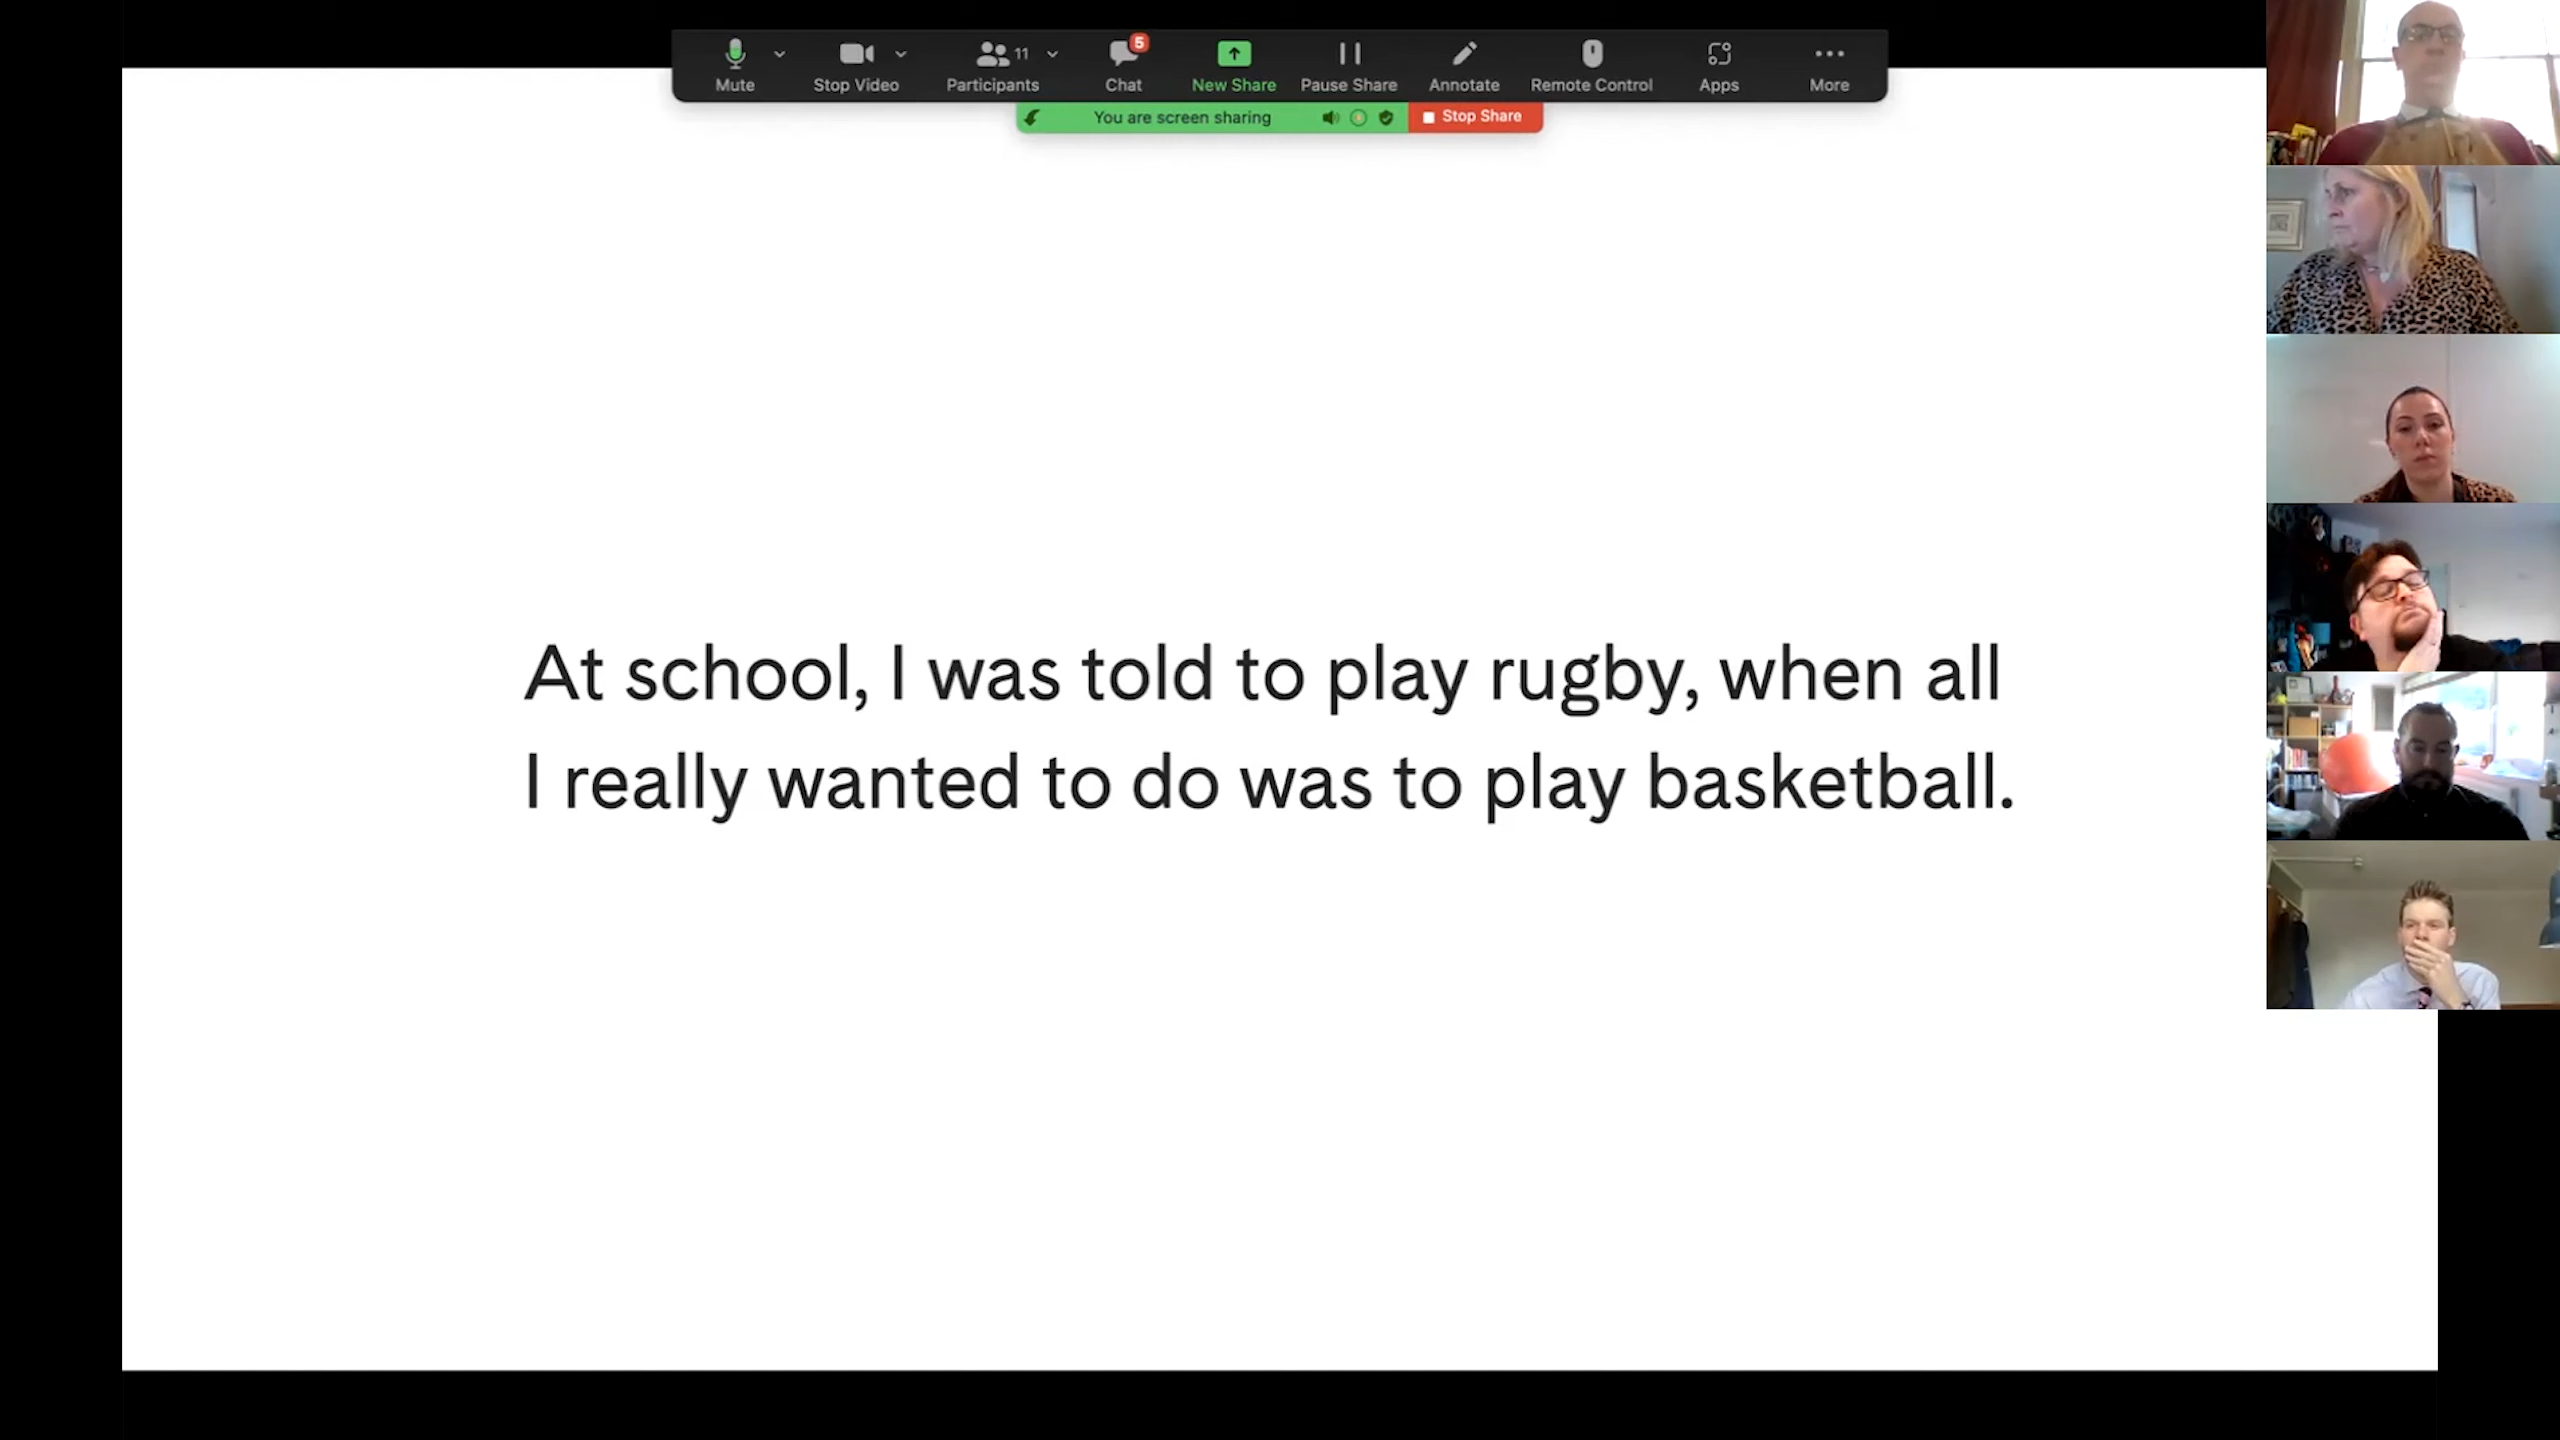 5
11
Mute
Stop Video
Participants
Chat
New Share
Pause Share
Annotate
Remote Control
Apps
More
You are screen sharing
Stop Share
At school, I was told to play rugby, when all
I really wanted to do was to play basketball.